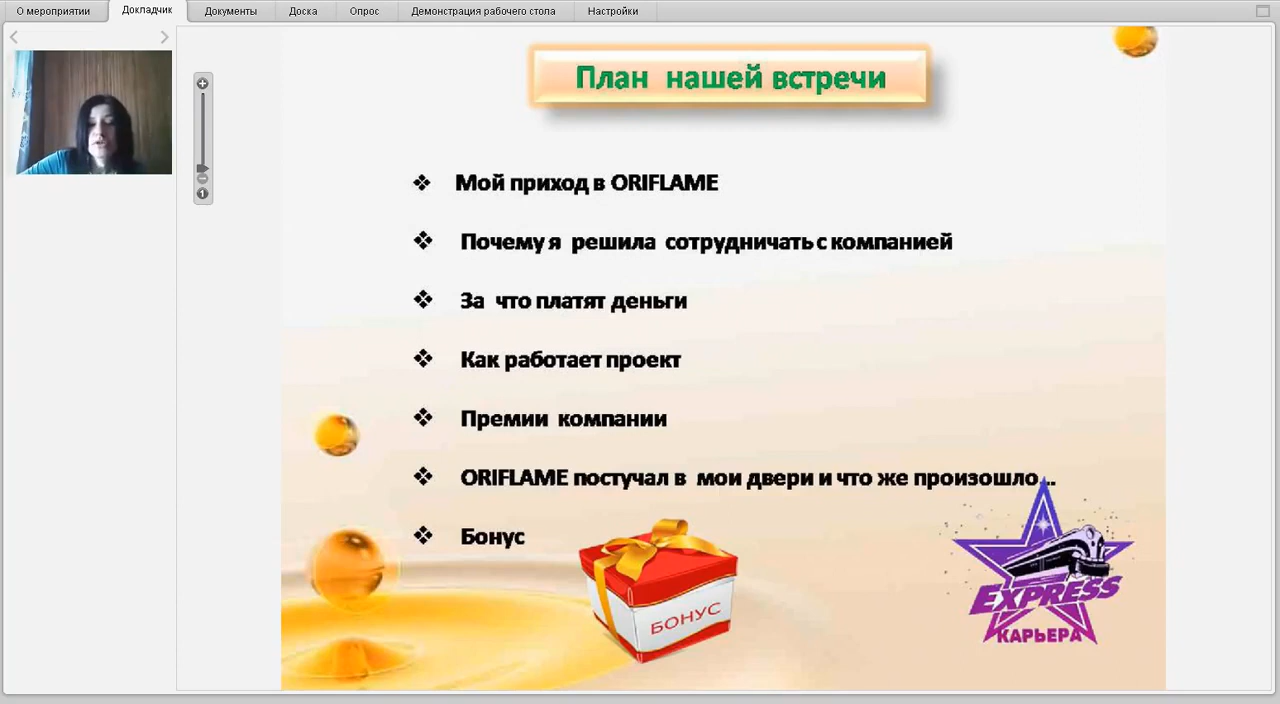 О мероприятии Докладчик Документы Доска Опрос Демонстрация рабочего стола Настройки
План нашей встречи
Мой приход в ORIFLAME
Почему я решила сотрудничать с компанией
За что платят деньги
Как работает проект
Премии компании
ORIFLAME постучал в мои двери и что же произошло...
Бонус
БОНУС
EXPRESS
КАРЬЕРА